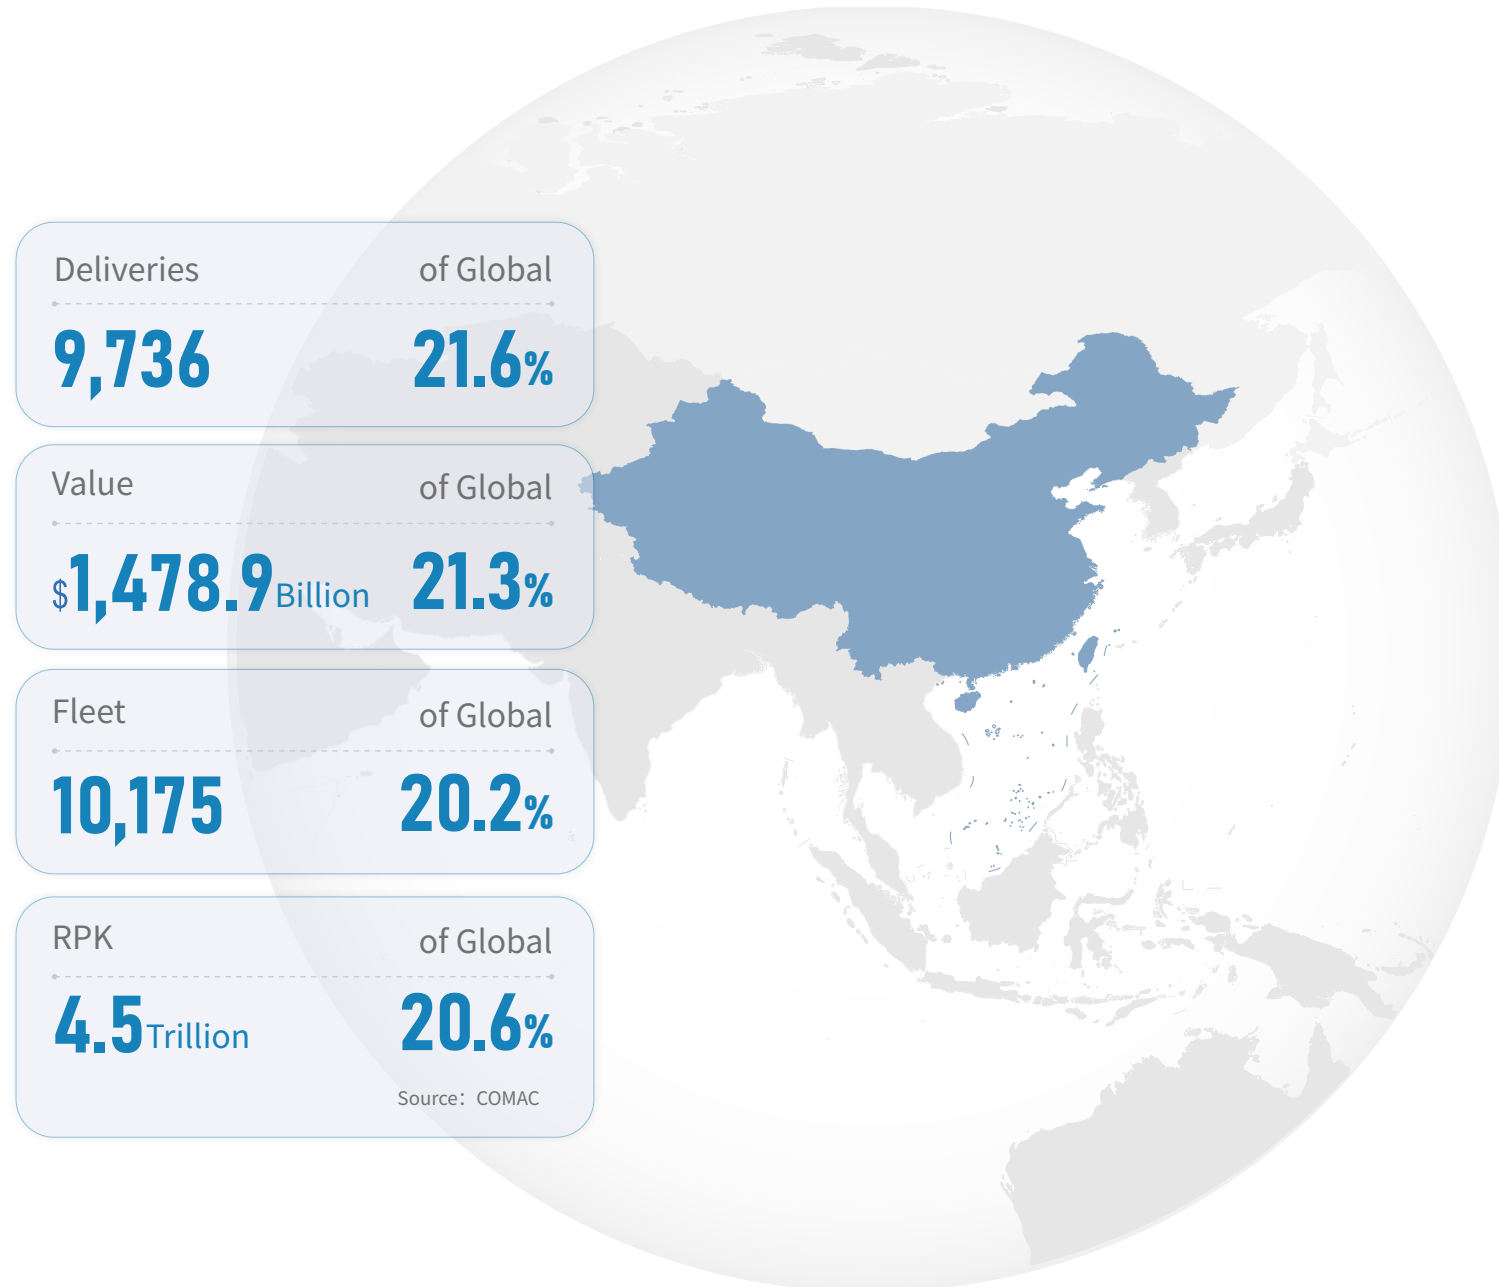 Deliveries of Global
9,736 21.6%
Value of Global
$1,478.9Billion 21.3%
Fleet of Global
10,175 20.2%
RPK of Global
4.5Trillion 20.6%
Source：COMAC